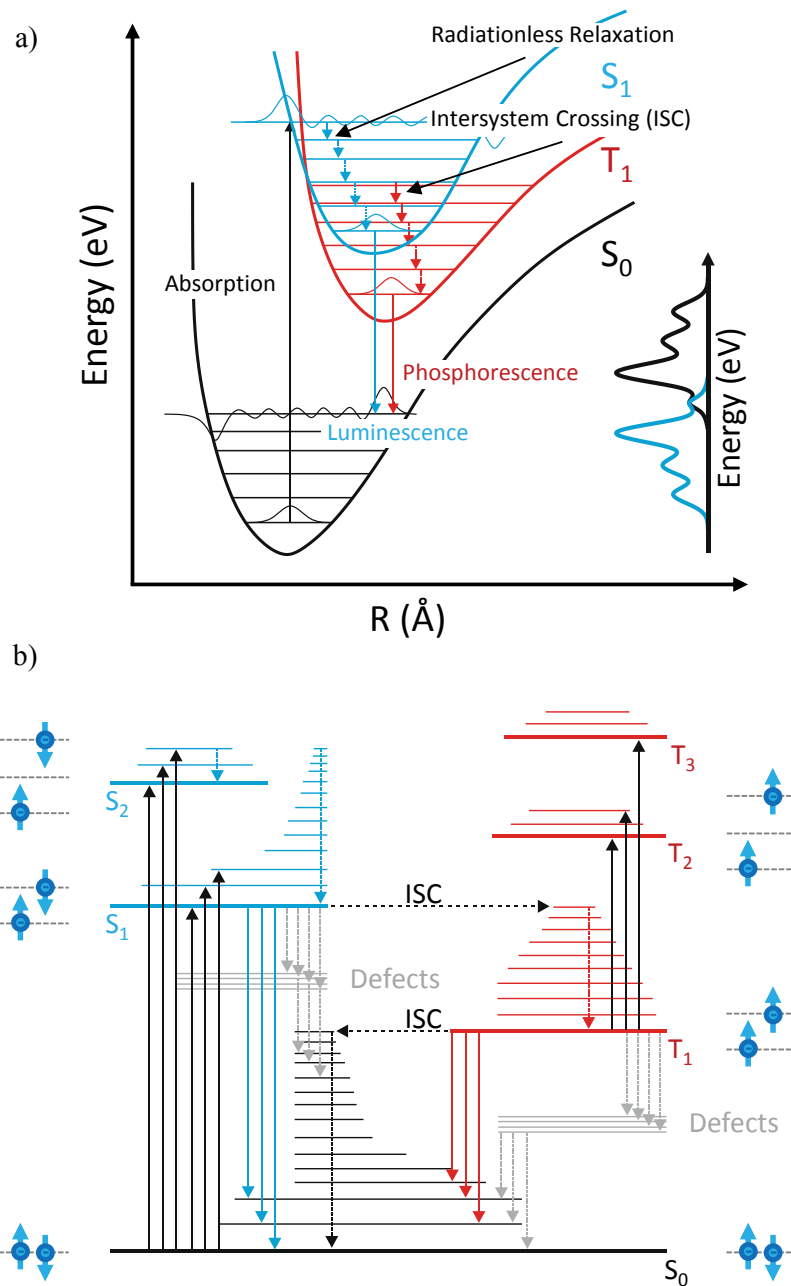 a)
Radiationless Relaxation
S1
Intersystem Crossing (ISC)
T1
S0
Absorption
Energy (eV)
Phosphorescence
Luminescence
Energy (eV)
R (Å)
b)
T3
S2
T2
ISC
S1
Defects
ISC
T1
Defects
S0